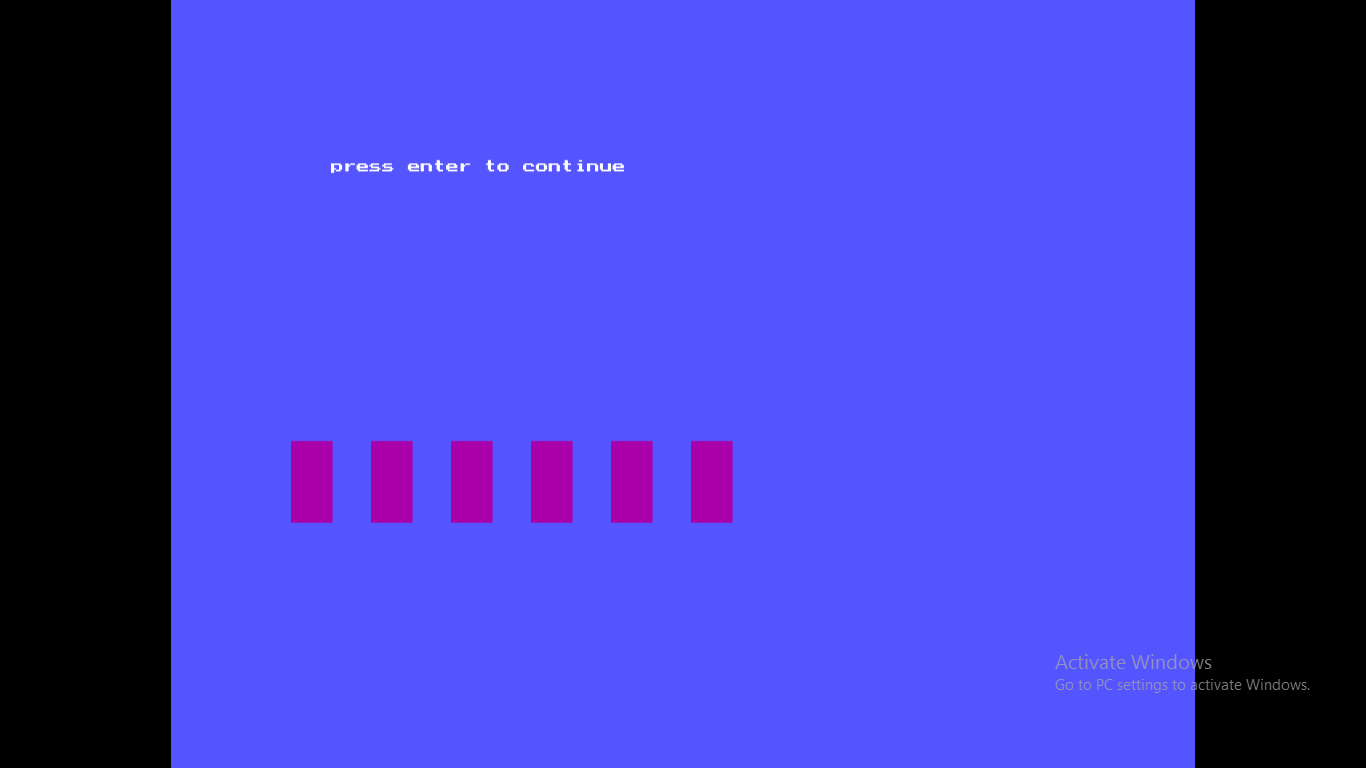 press enter to continue
Activate Windows
Go to PC settings to activate Windows.